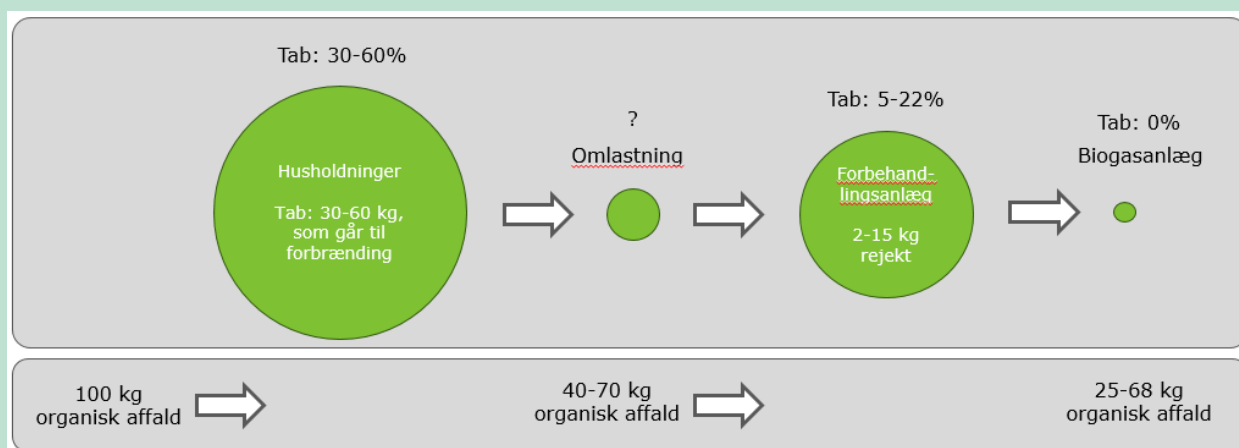 Tab: 30-60%
Husholdninger
Tab: 30-60 kg,
som går til
forbrænding
?
Omlastning
Tab: 5-22%
Forbehand-
lingsanlæg
2-15 kg
rejekt
Tab: 0%
Biogasanlæg
100 kg
organisk affald
40-70 kg
organisk affald
25-68 kg
organisk affald